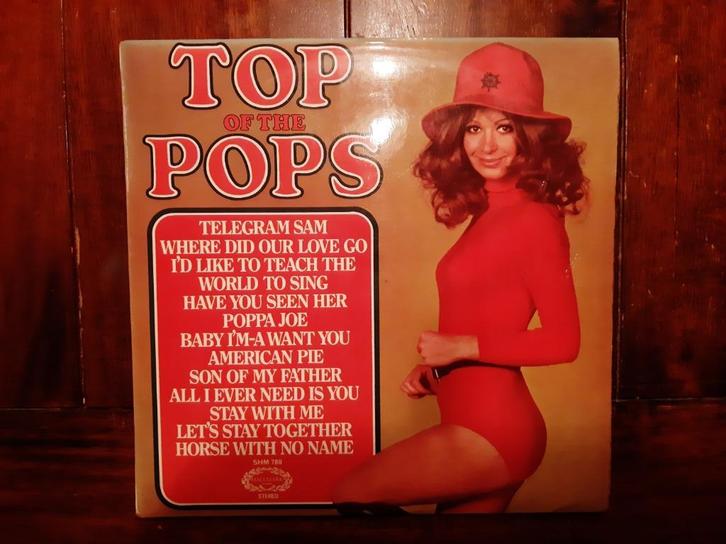 TOP
OF THE
POPS
TELEGRAM SAM
WHERE DID OUR LOVE GO
I'D LIKE TO TEACH THE
WORLD TO SING
HAVE YOU SEEN HER
POPPA JOE
BABY I'M-A WANT YOU
AMERICAN PIE
SON OF MY FATHER
ALL I EVER NEED IS YOU
STAY WITH ME
LET'S STAY TOGETHER
HORSE WITH NO NAME
SHM 788
HALLMARK
STEREO